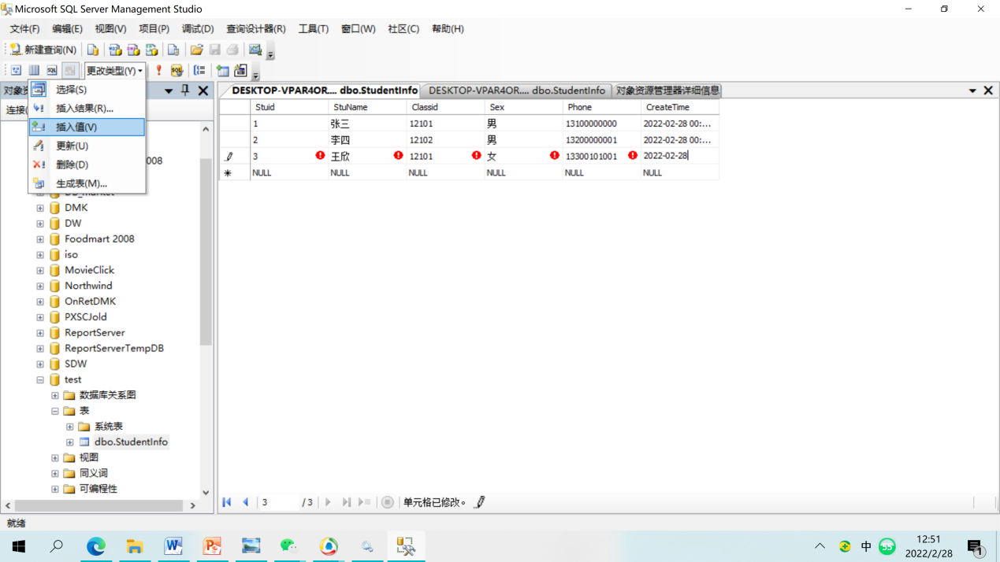 Microsoft SQL Server Management Studio
文件(F) 编辑(E) 视图(V) 项目(P) 调试(D) 查询设计器(R) 工具(T) 窗口(W) 社区(C) 帮助(H)
新建查询(N)
更改类型(Y)
选择(S)
插入结果(R)...
插入值(V)
更新(U)
删除(D)
生成表(M)...
008
DMK
DW
Foodmart 2008
iso
MovieClick
Northwind
OnRetDMK
PXSCJold
ReportServer
ReportServerTempDB
SDW
test
数据库关系图
表
系统表
dbo.StudentInfo
视图
同义词
可编程性
DESKTOP-VPAR4OR.... dbo.StudentInfo DESKTOP-VPAR4OR.... dbo.StudentInfo 对象资源管理器详细信息
Stuid StuName Classid Sex Phone CreateTime
1 张三 12101 男 13100000000 2022-02-28 00:...
2 李四 12102 男 13200000001 2022-02-28 00:...
3 王欣 12101 女 13300101001 2022-02-28
NULL NULL NULL NULL NULL NULL
3 / 3 单元格已修改。
就绪
中 55 12:51
2022/2/28 1